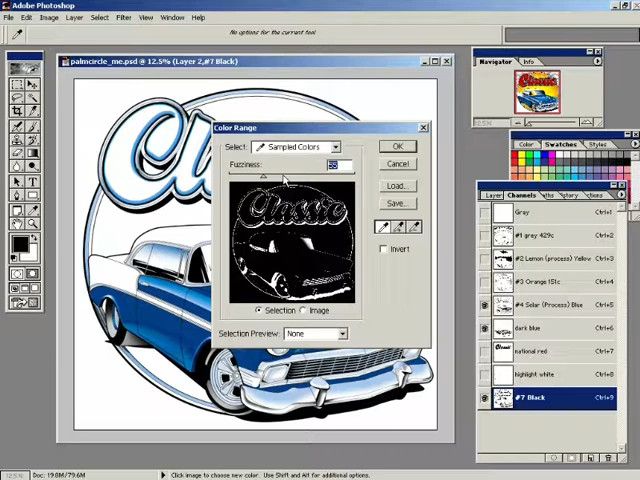 Adobe Photoshop
File Edit Image Layer Select Filter View Window Help
No options for the current tool
palmcircle_me.psd @ 12.5% (Layer 2,#7 Black)
Navigator Info
Classic
Color Swatches Styles
Color Range
Select: Sampled Colors
OK
Fuzziness:
Cancel
Load...
Save...
Classic
Invert
Selection Image
Selection Preview: None
Layer Channels Paths History Actions
Gray Ctrl+~
#1 grey 429c Ctrl+1
#2 Lemon (process) Yellow Ctrl+3
#3 Orange 151c Ctrl+4
#4 Solar (Process) Blue Ctrl+5
dark blue Ctrl+6
national red Ctrl+7
highlight white Ctrl+8
#7 Black Ctrl+9
12.5% Doc: 19.8M/79.6M Click image to choose new color. Use Shift and Alt for additional options.